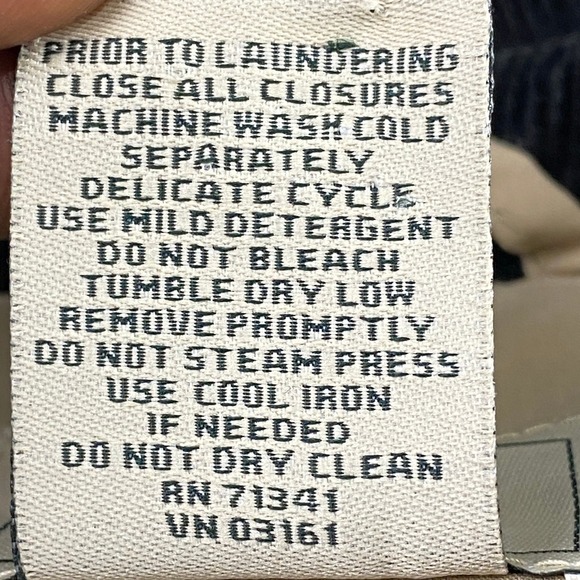 PRIOR TO LAUNDERING
CLOSE ALL CLOSURES
MACHINE WASH COLD
SEPARATELY
DELICATE CYCLE
USE MILD DETERGENT
DO NOT BLEACH
TUMBLE DRY LOW
REMOVE PROMPTLY
DO NOT STEAM PRESS
USE COOL IRON
IF NEEDED
DO NOT DRY CLEAN
RN 71341
VN 03161